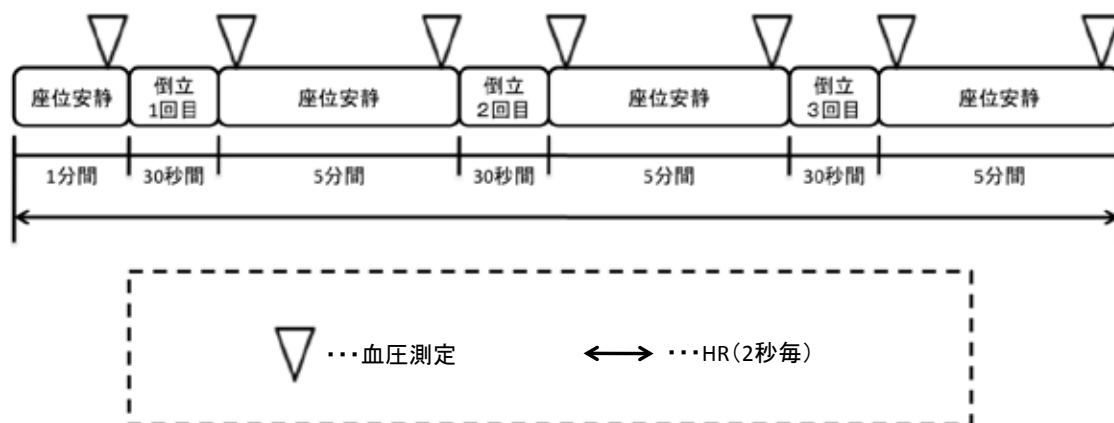 座位安静
倒立
1回目
座位安静
倒立
2回目
座位安静
倒立
3回目
座位安静
1分間 30秒間 5分間 30秒間 5分間 30秒間 5分間
･･･血圧測定
･･･HR(2秒毎)